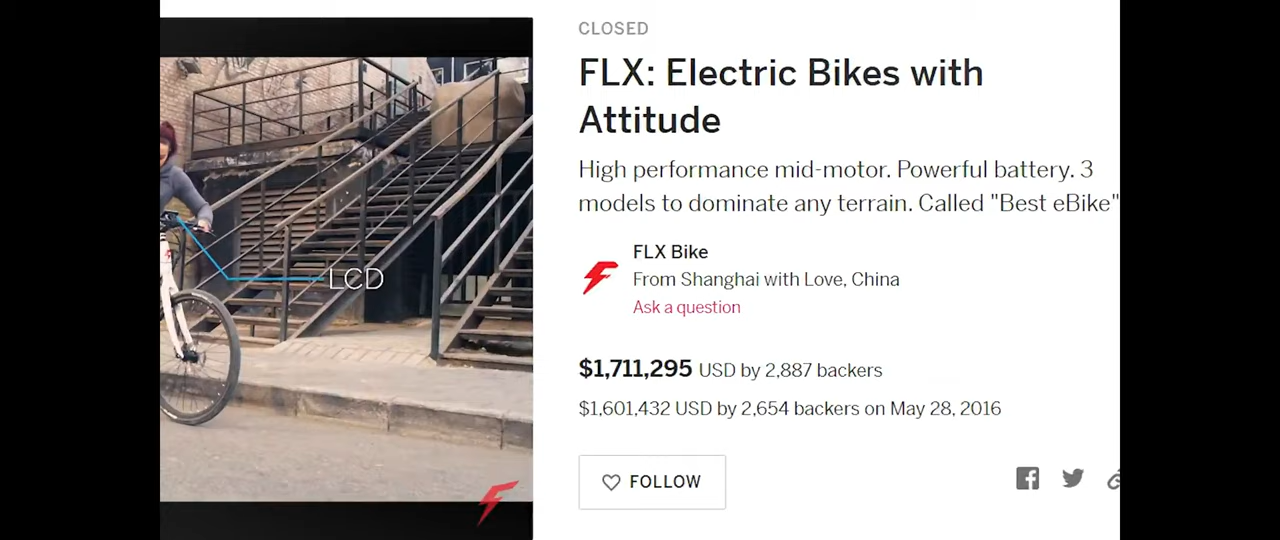 CLOSED
FLX: Electric Bikes with
Attitude
High performance mid-motor. Powerful battery. 3
models to dominate any terrain. Called "Best eBike"
FLX Bike
From Shanghai with Love, China
Ask a question
$1,711,295 USD by 2,887 backers
$1,601,432 USD by 2,654 backers on May 28, 2016
FOLLOW
LCD